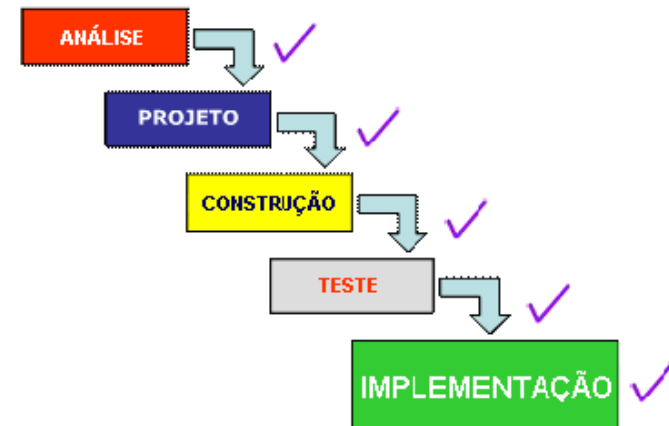 ANÁLISE
PROJETO
CONSTRUÇÃO
TESTE
IMPLEMENTAÇÃO